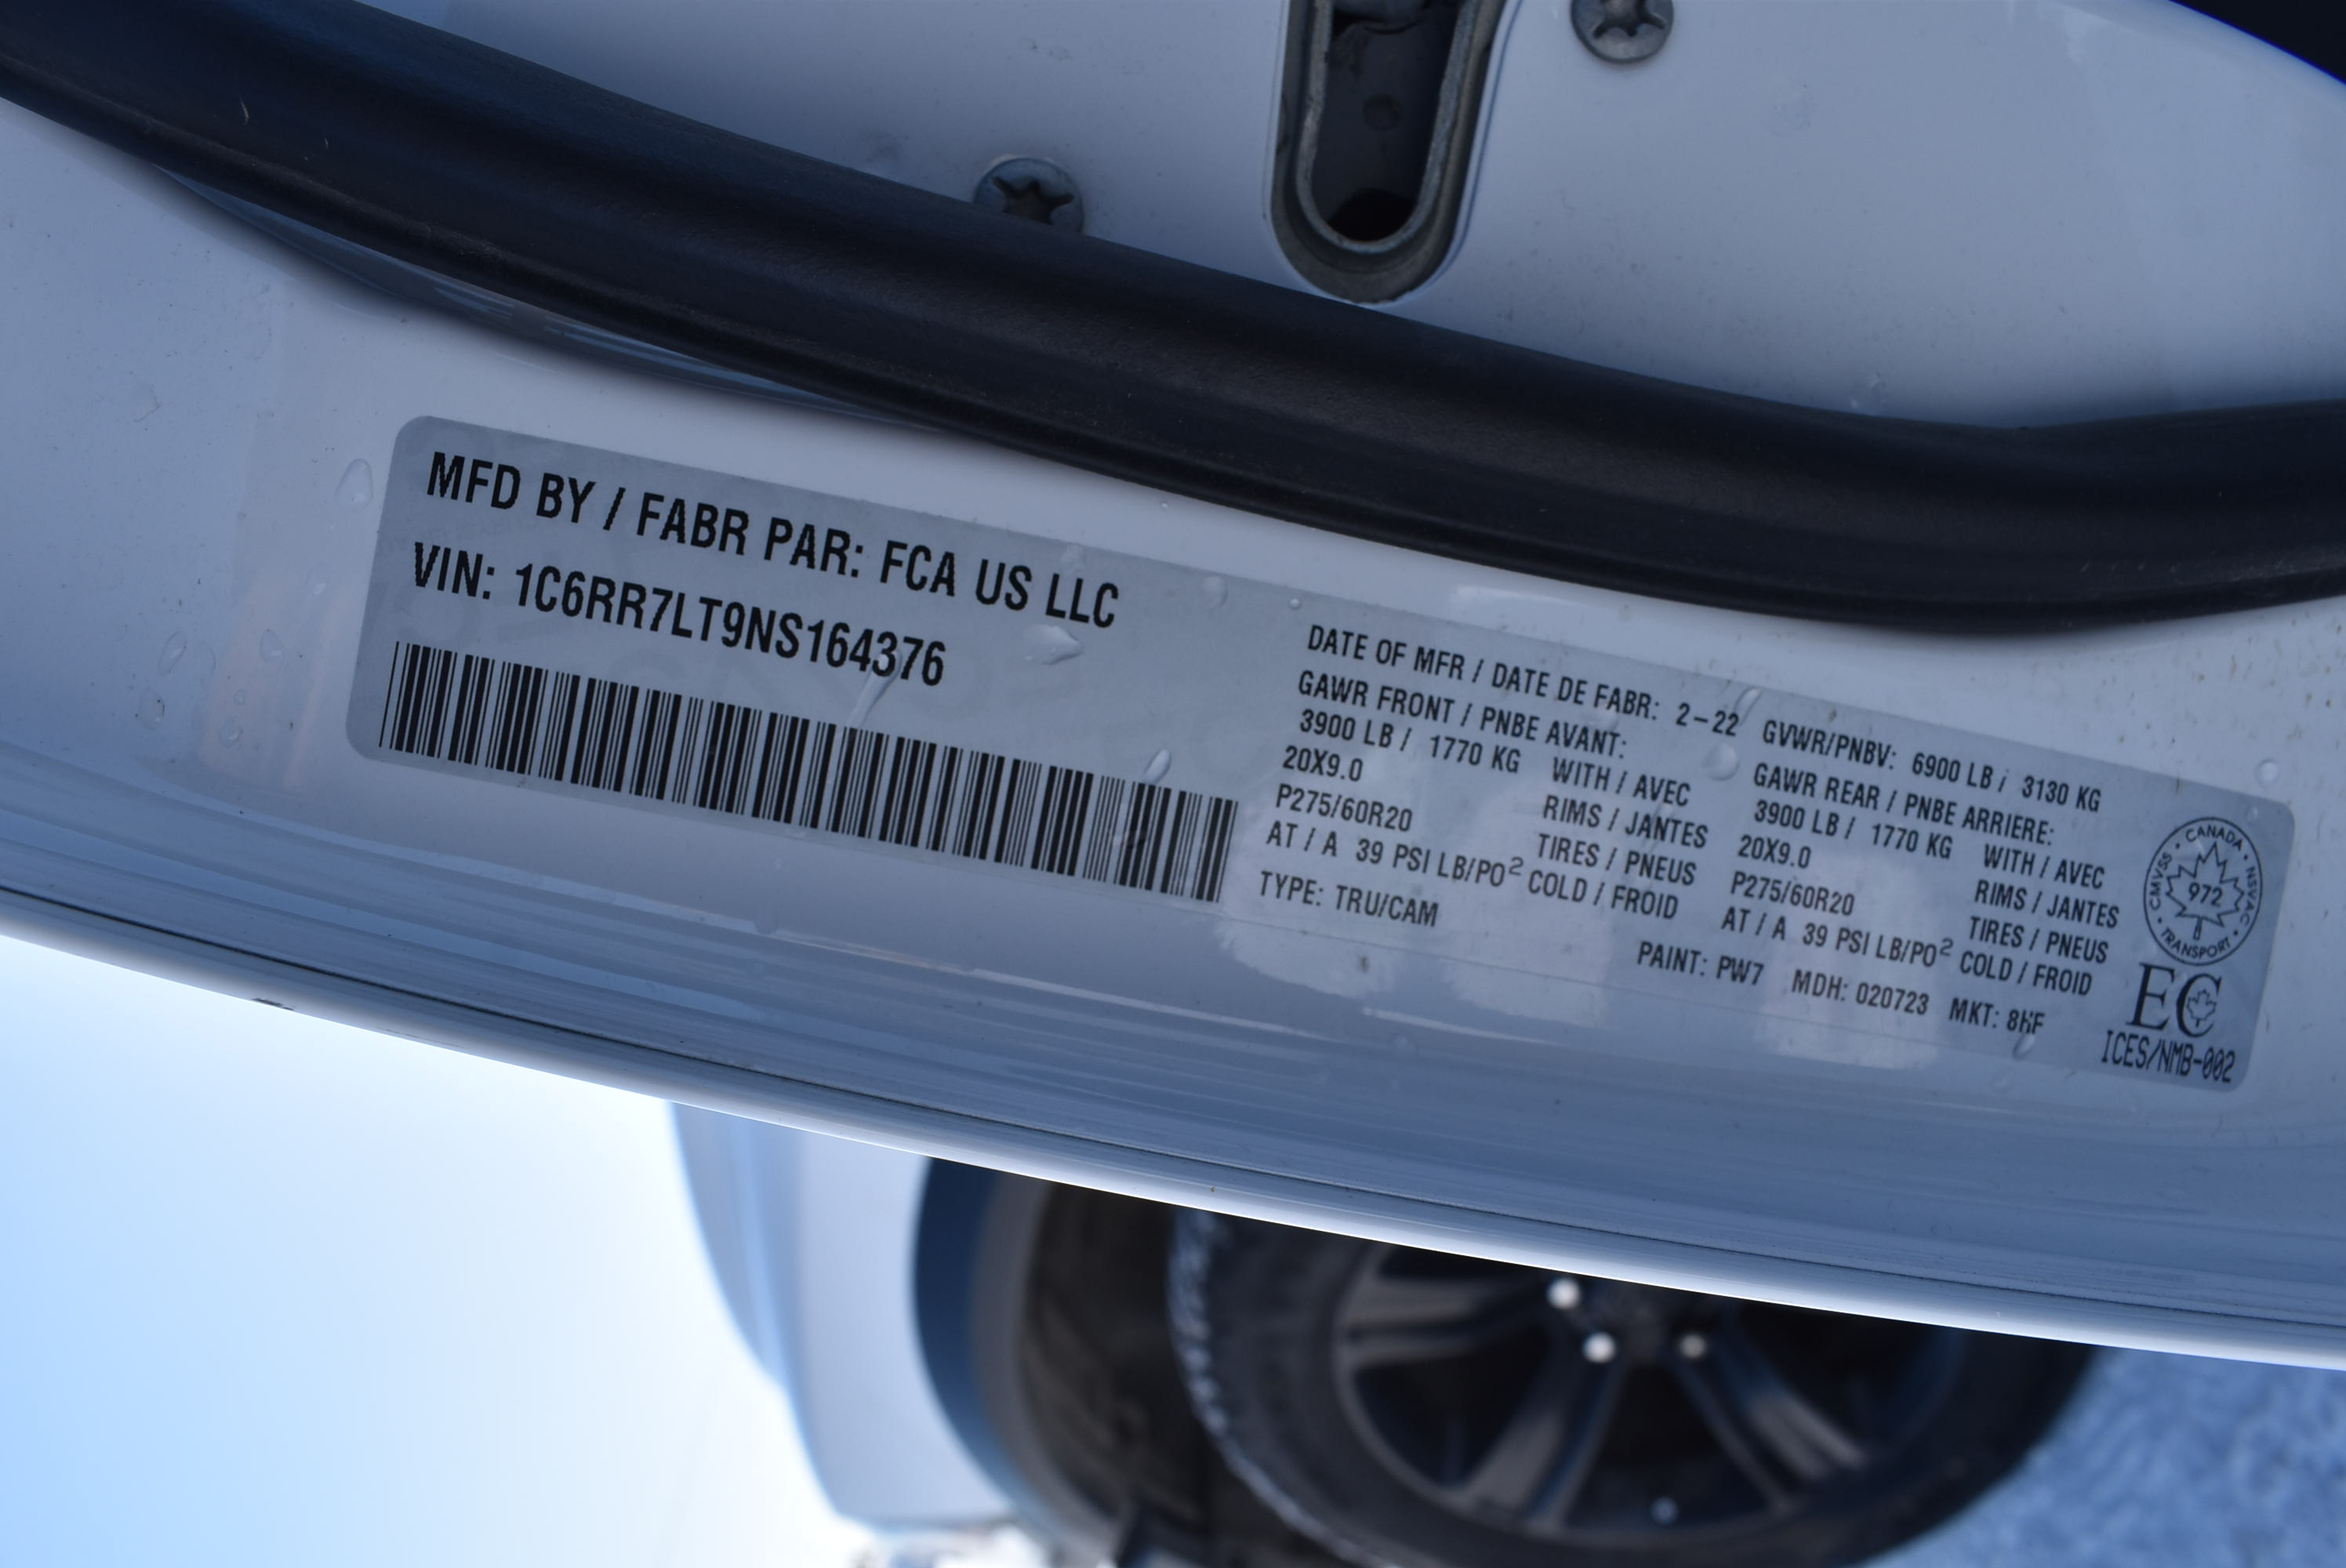 MFD BY / FABR PAR: FCA US LLC
VIN: 1C6RR7LT9NS164376
DATE OF MFR / DATE DE FABR: 2-22 GVWR/PNBV: 6900 LB / 3130 KG
GAWR FRONT / PNBE AVANT:
3900 LB / 1770 KG WITH / AVEC
20X9.0 RIMS / JANTES
P275/60R20 TIRES / PNEUS
AT / A 39 PSI LB/PO² COLD / FROID
TYPE: TRU/CAM
GAWR REAR / PNBE ARRIERE:
3900 LB / 1770 KG WITH / AVEC
20X9.0 RIMS / JANTES
P275/60R20 TIRES / PNEUS
AT / A 39 PSI LB/PO² COLD / FROID
PAINT: PW7 MDH: 020723 MKT:
CANADA • NSVAC • TRANSPORT • CMVSS •
972
EC
ICES/NMB-002